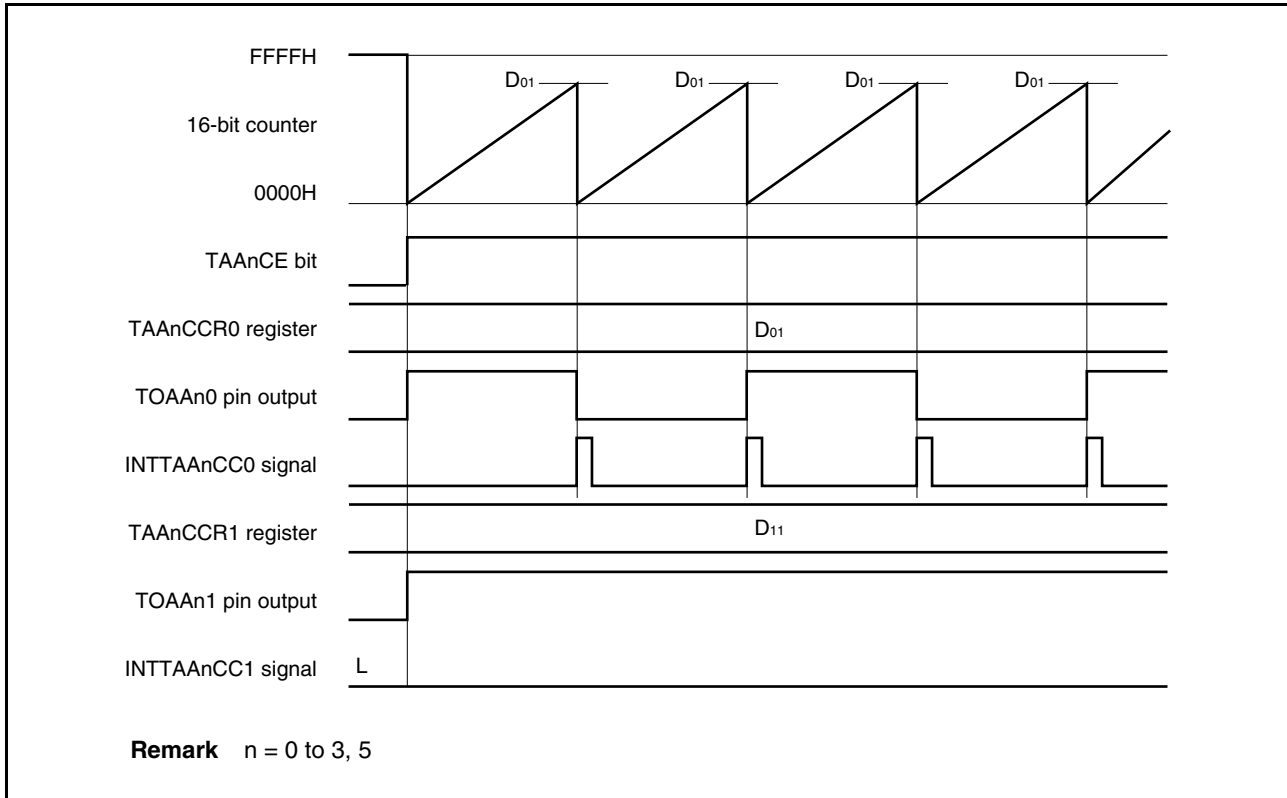 FFFFH
D01 D01 D01 D01
16-bit counter
0000H
TAAnCE bit
TAAnCCR0 register
D01
TOAAn0 pin output
INTTAAnCC0 signal
TAAnCCR1 register
D11
TOAAn1 pin output
INTTAAnCC1 signal L
Remark n = 0 to 3, 5